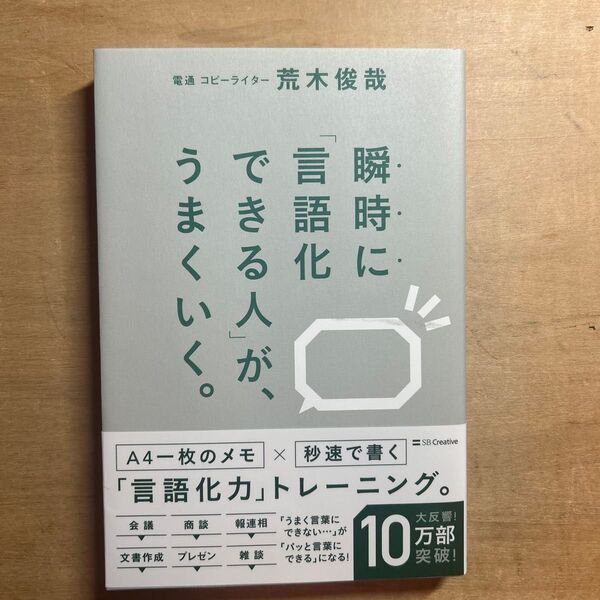 電通 コピーライター 荒木俊哉
瞬時に
「言語化
できる人」が、
うまくいく。
SB Creative
A4一枚のメモ × 秒速で書く
「言語化力」トレーニング。
会議 商談 報連相
文書作成 プレゼン 雑談
「うまく言葉に
できない…」が
「パッと言葉に
できる」になる!
大反響!
10万部
突破!